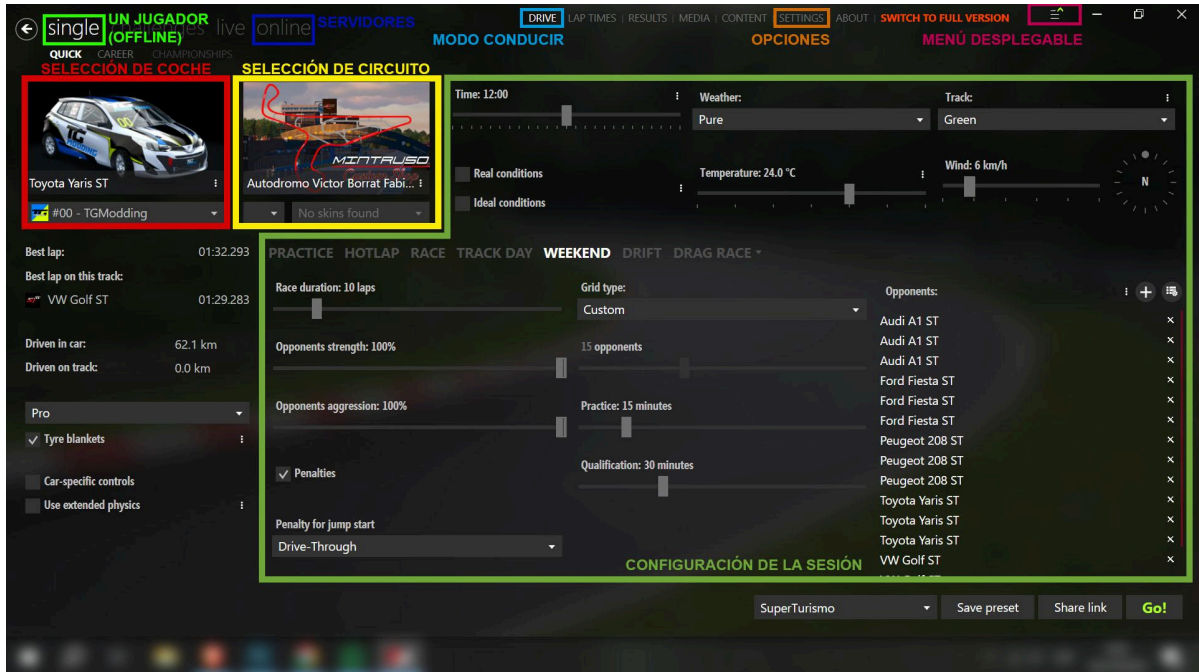 single UN JUGADOR (OFFLINE) live online SERVIDORES
DRIVE | LAP TIMES | RESULTS | MEDIA | CONTENT | SETTINGS | ABOUT | SWITCH TO FULL VERSION
MODO CONDUCIR OPCIONES MENÚ DESPLEGABLE
QUICK CAREER CHAMPIONSHIPS
SELECCIÓN DE COCHE SELECCIÓN DE CIRCUITO
00
TG
MINTRUSO
Toyota Yaris ST
Autodromo Victor Borrat Fabi...
#00 - TGModding
No skins found
Time: 12:00
Weather:
Pure
Track:
Green
Real conditions
Ideal conditions
Temperature: 24.0 °C
Wind: 6 km/h
N
Best lap: 01:32.293
Best lap on this track:
VW Golf ST 01:29.283
Driven in car: 62.1 km
Driven on track: 0.0 km
Pro
Tyre blankets
Car-specific controls
Use extended physics
PRACTICE HOTLAP RACE TRACK DAY WEEKEND DRIFT DRAG RACE
Race duration: 10 laps
Opponents strength: 100%
Opponents aggression: 100%
Penalties
Penalty for jump start
Drive-Through
Grid type:
Custom
15 opponents
Practice: 15 minutes
Qualification: 30 minutes
Opponents:
Audi A1 ST
Audi A1 ST
Audi A1 ST
Ford Fiesta ST
Ford Fiesta ST
Ford Fiesta ST
Peugeot 208 ST
Peugeot 208 ST
Peugeot 208 ST
Toyota Yaris ST
Toyota Yaris ST
Toyota Yaris ST
VW Golf ST
CONFIGURACIÓN DE LA SESIÓN
SuperTurismo
Save preset
Share link
Go!